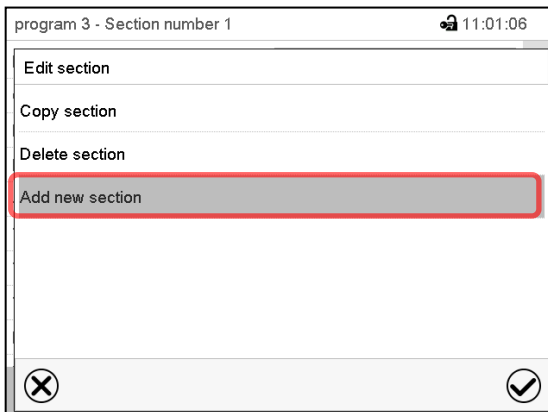 program 3 - Section number 1 11:01:06
Edit section
Copy section
Delete section
Add new section